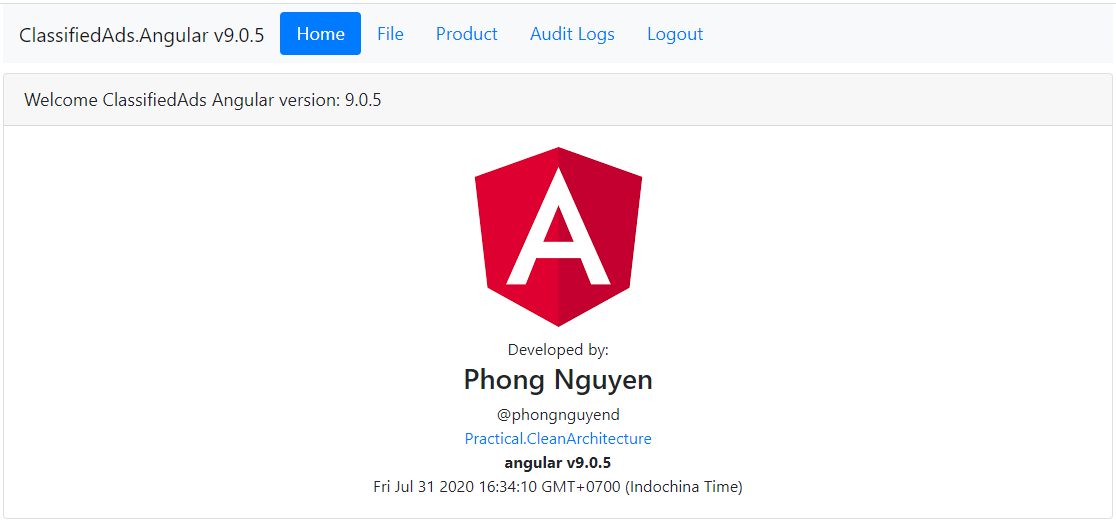 ClassifiedAds.Angular v9.0.5 Home File Product Audit Logs Logout
Welcome ClassifiedAds Angular version: 9.0.5
A
Developed by:
Phong Nguyen
@phongnguyend
Practical.CleanArchitecture
angular v9.0.5
Fri Jul 31 2020 16:34:10 GMT+0700 (Indochina Time)